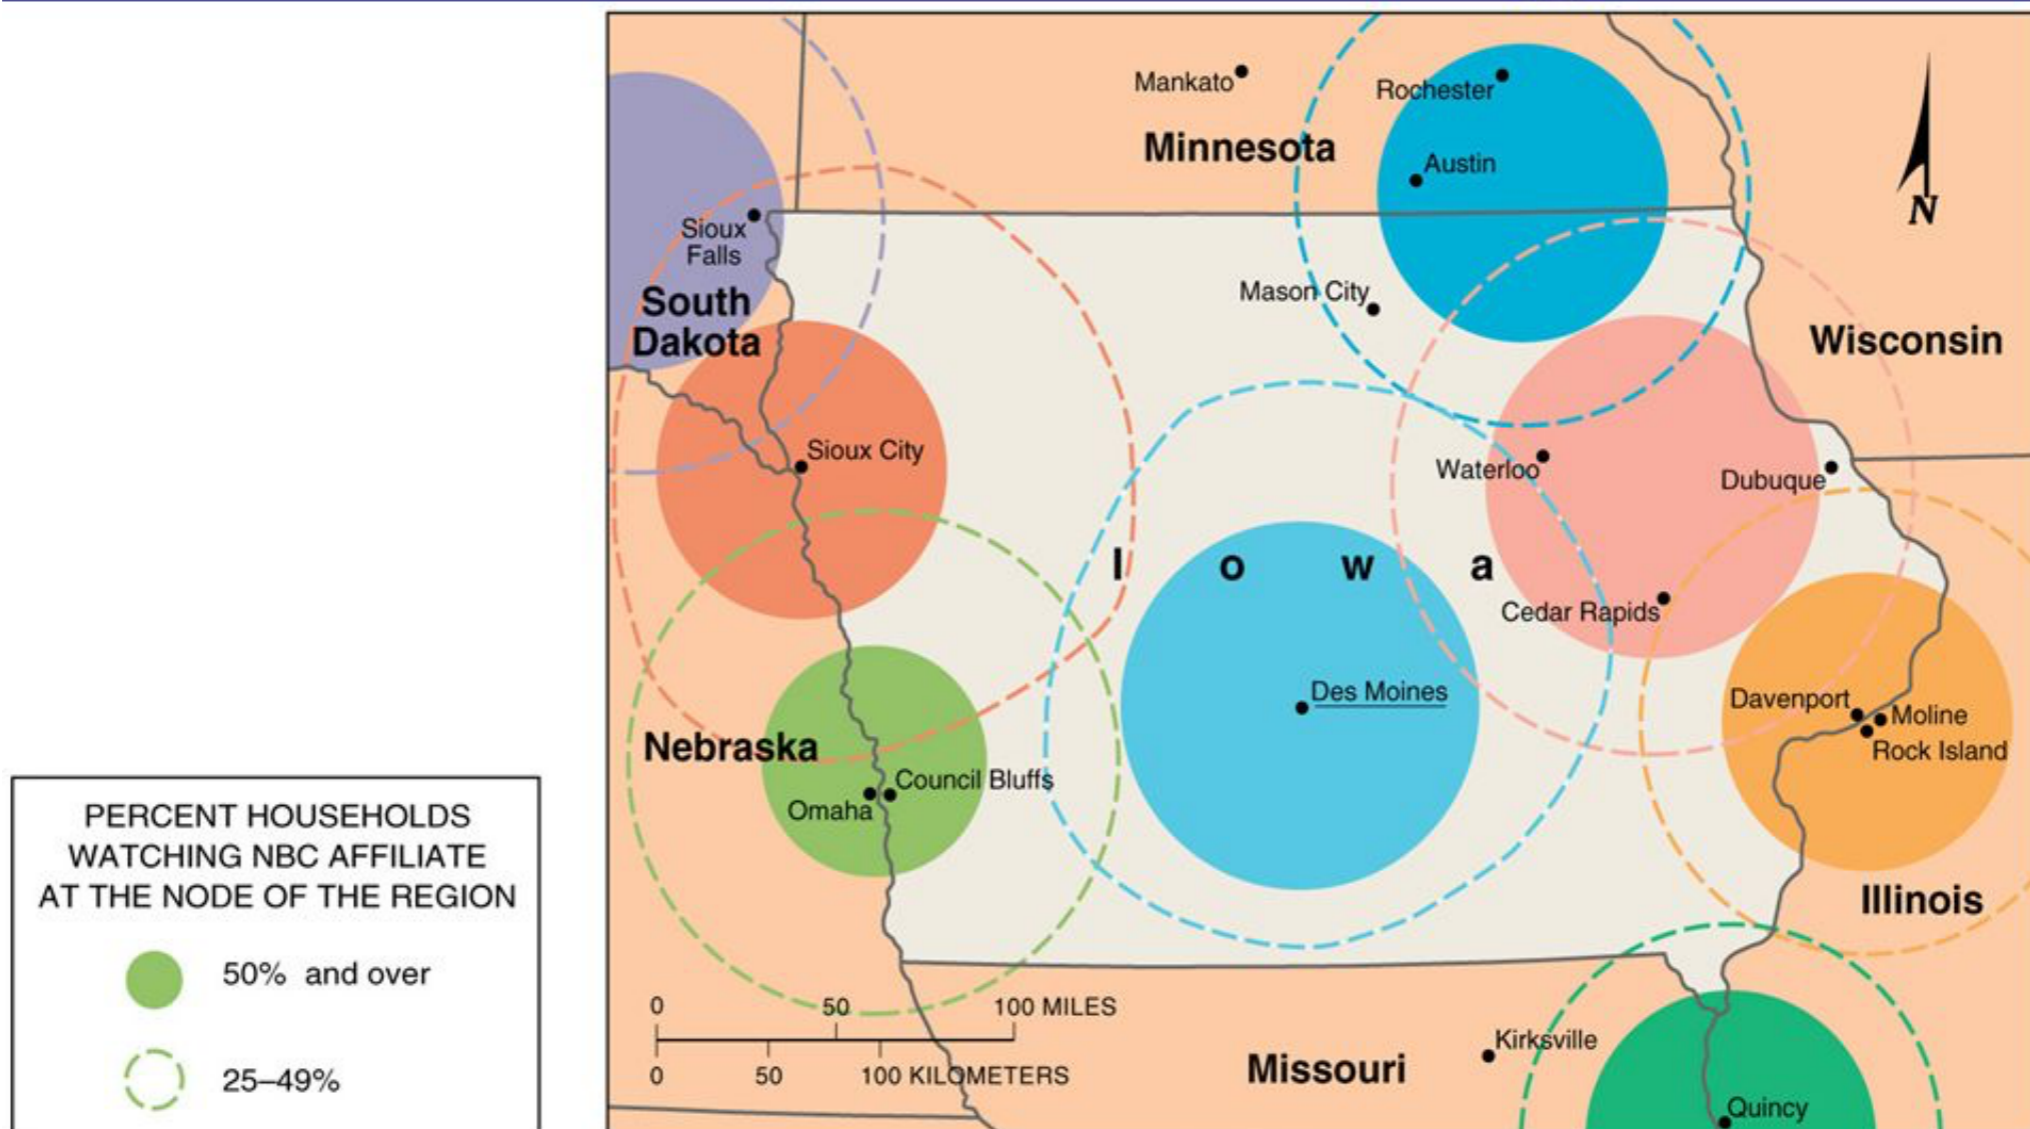 Mankato
Rochester
Minnesota
Austin
N
Sioux
Falls
South
Dakota
Mason City
Wisconsin
Sioux City
Waterloo
Dubuque
I o w a
Cedar Rapids
Des Moines
Davenport
Moline
Rock Island
Nebraska
Council Bluffs
Omaha
Illinois
PERCENT HOUSEHOLDS
WATCHING NBC AFFILIATE
AT THE NODE OF THE REGION
50% and over
25–49%
0 50 100 MILES
0 50 100 KILOMETERS
Kirksville
Missouri
Quincy